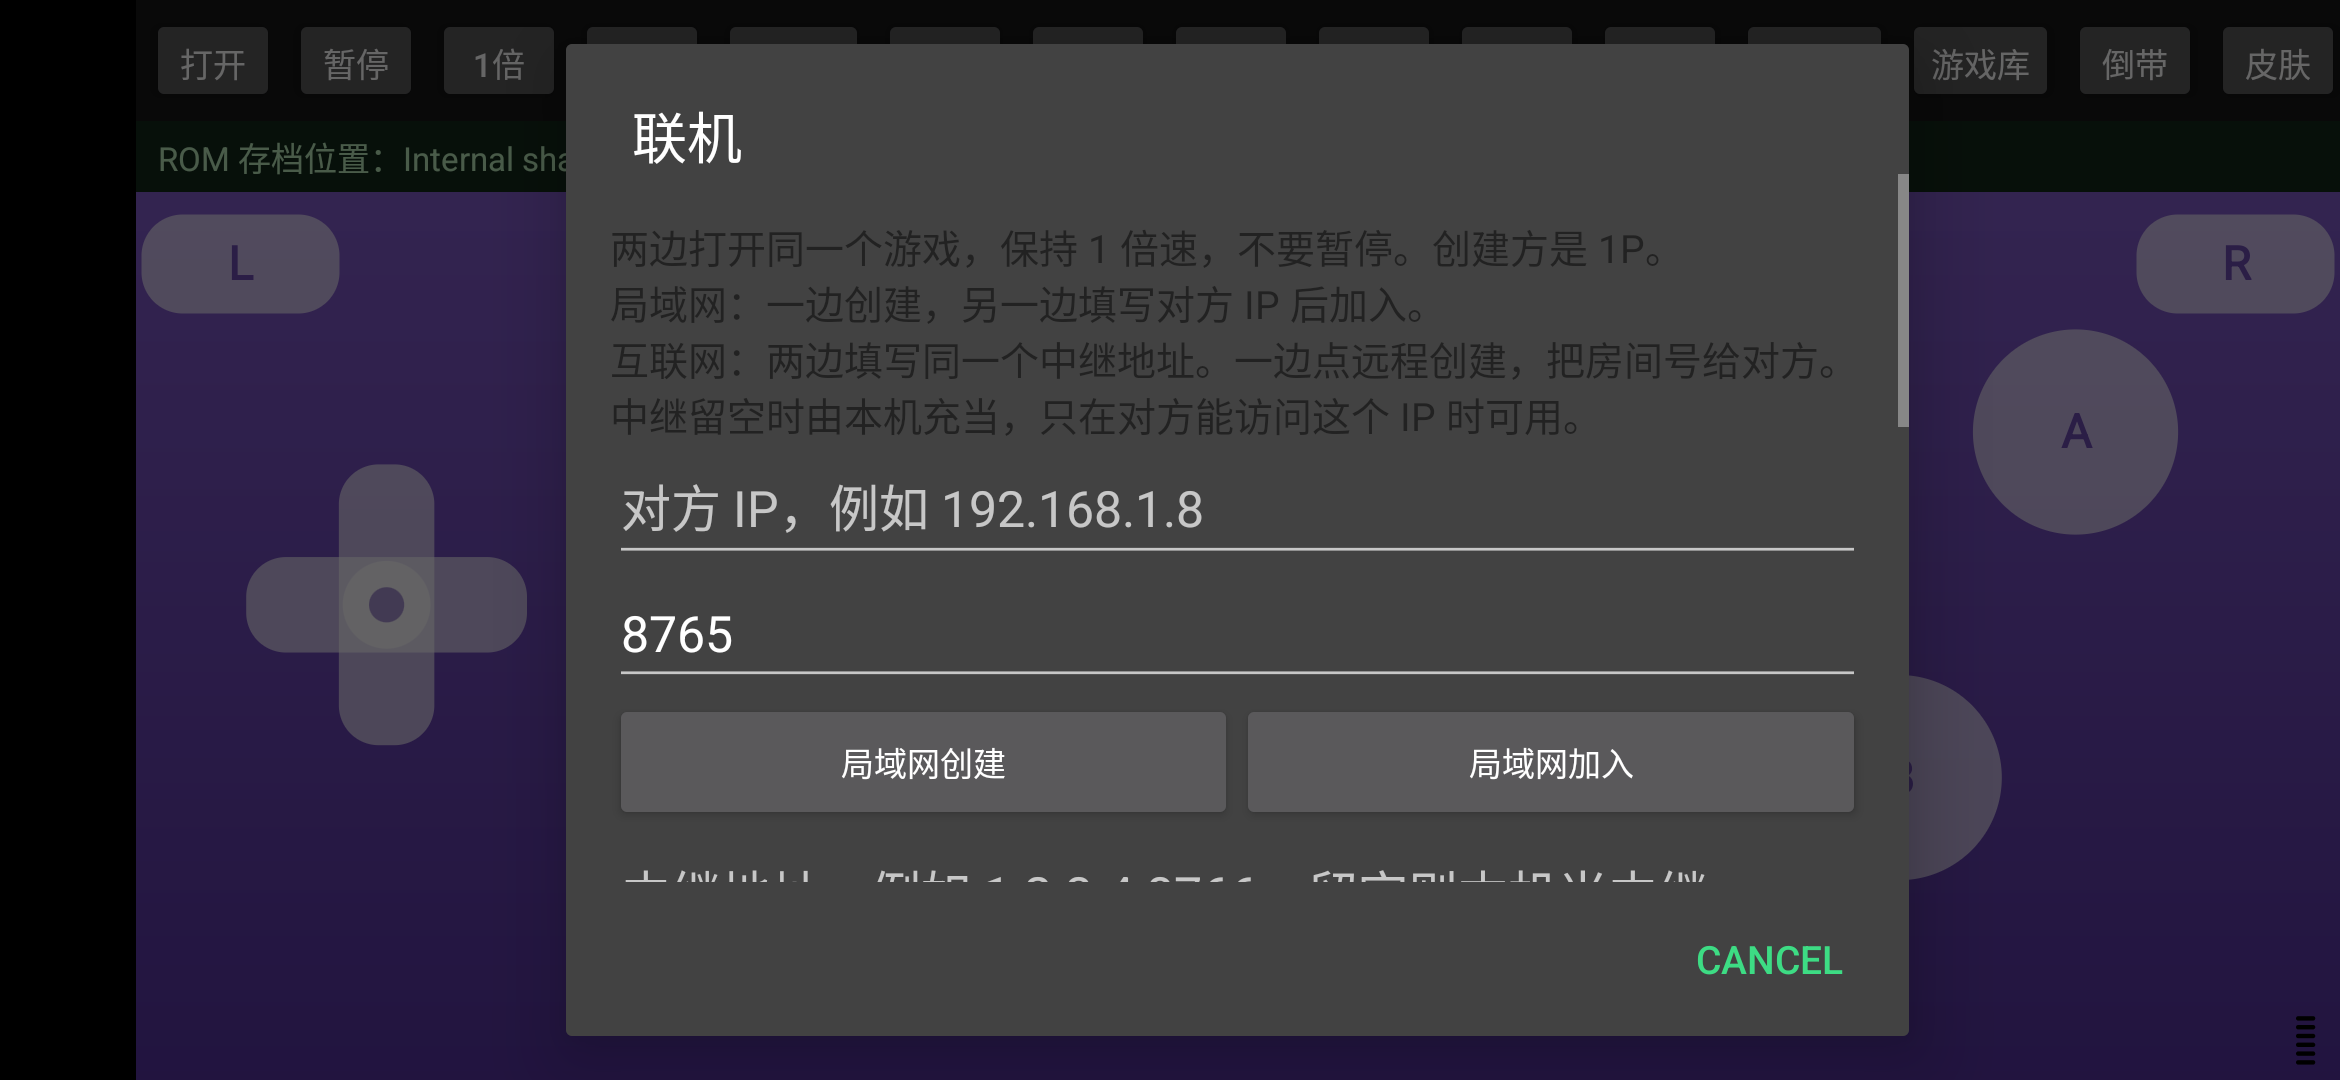 打开 暂停 1倍 游戏库 倒带 皮肤
ROM 存档位置：Internal sha
L
R
A
联机
两边打开同一个游戏，保持 1 倍速，不要暂停。创建方是 1P。
局域网：一边创建，另一边填写对方 IP 后加入。
互联网：两边填写同一个中继地址。一边点远程创建，把房间号给对方。
中继留空时由本机充当，只在对方能访问这个 IP 时可用。
对方 IP，例如 192.168.1.8
8765
局域网创建 局域网加入
CANCEL